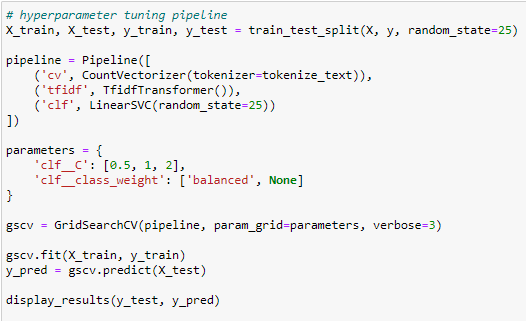 # hyperparameter tuning pipeline
X_train, X_test, y_train, y_test = train_test_split(X, y, random_state=25)

pipeline = Pipeline([
    ('cv', CountVectorizer(tokenizer=tokenize_text)),
    ('tfidf', TfidfTransformer()),
    ('clf', LinearSVC(random_state=25))
])

parameters = {
    'clf__C': [0.5, 1, 2],
    'clf__class_weight': ['balanced', None]
}

gscv = GridSearchCV(pipeline, param_grid=parameters, verbose=3)

gscv.fit(X_train, y_train)
y_pred = gscv.predict(X_test)

display_results(y_test, y_pred)